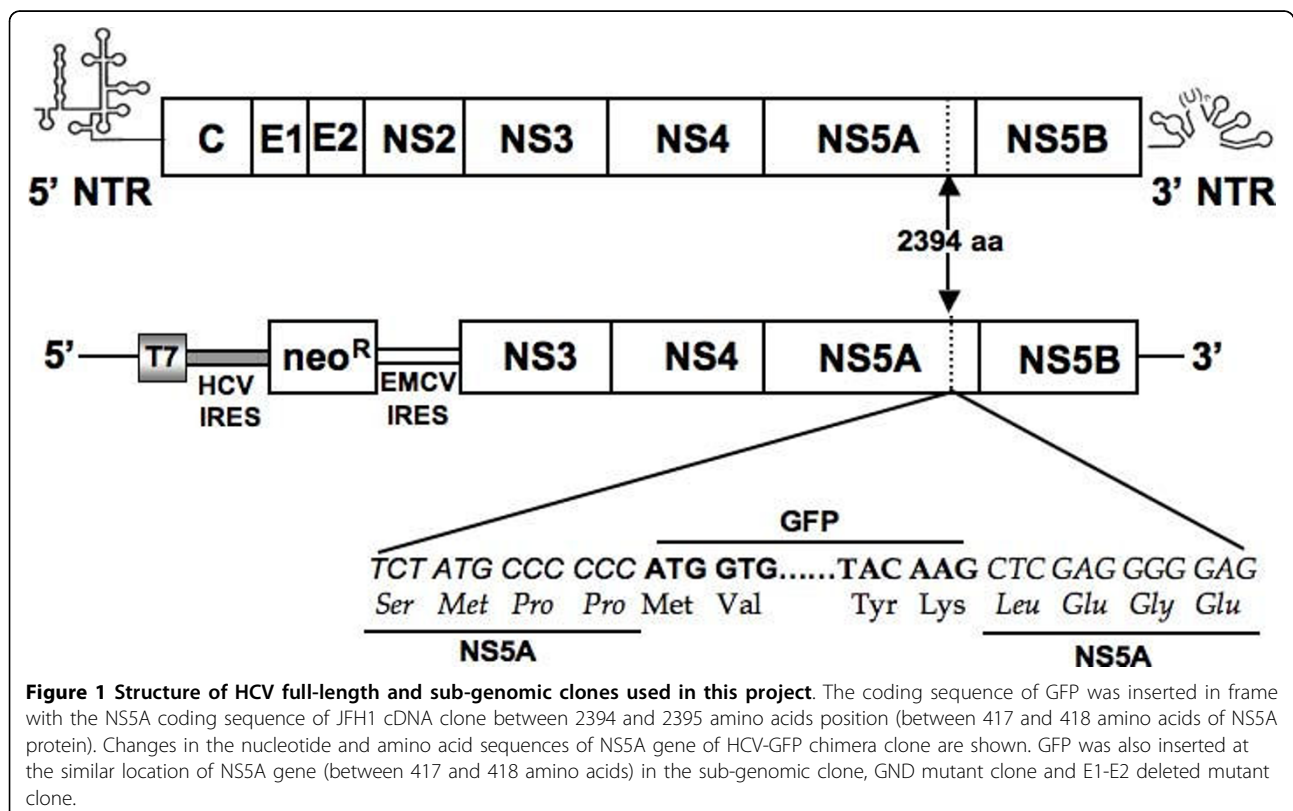 (U)n
C E1 E2 NS2 NS3 NS4 NS5A NS5B
5' NTR 3' NTR
2394 aa
5' T7 neoR NS3 NS4 NS5A NS5B 3'
HCV EMCV
IRES IRES
GFP
TCT ATG CCC CCC ATG GTG......TAC AAG CTC GAG GGG GAG
Ser Met Pro Pro Met Val Tyr Lys Leu Glu Gly Glu
NS5A NS5A
Figure 1 Structure of HCV full-length and sub-genomic clones used in this project. The coding sequence of GFP was inserted in frame
with the NS5A coding sequence of JFH1 cDNA clone between 2394 and 2395 amino acids position (between 417 and 418 amino acids of NS5A
protein). Changes in the nucleotide and amino acid sequences of NS5A gene of HCV-GFP chimera clone are shown. GFP was also inserted at
the similar location of NS5A gene (between 417 and 418 amino acids) in the sub-genomic clone, GND mutant clone and E1-E2 deleted mutant
clone.